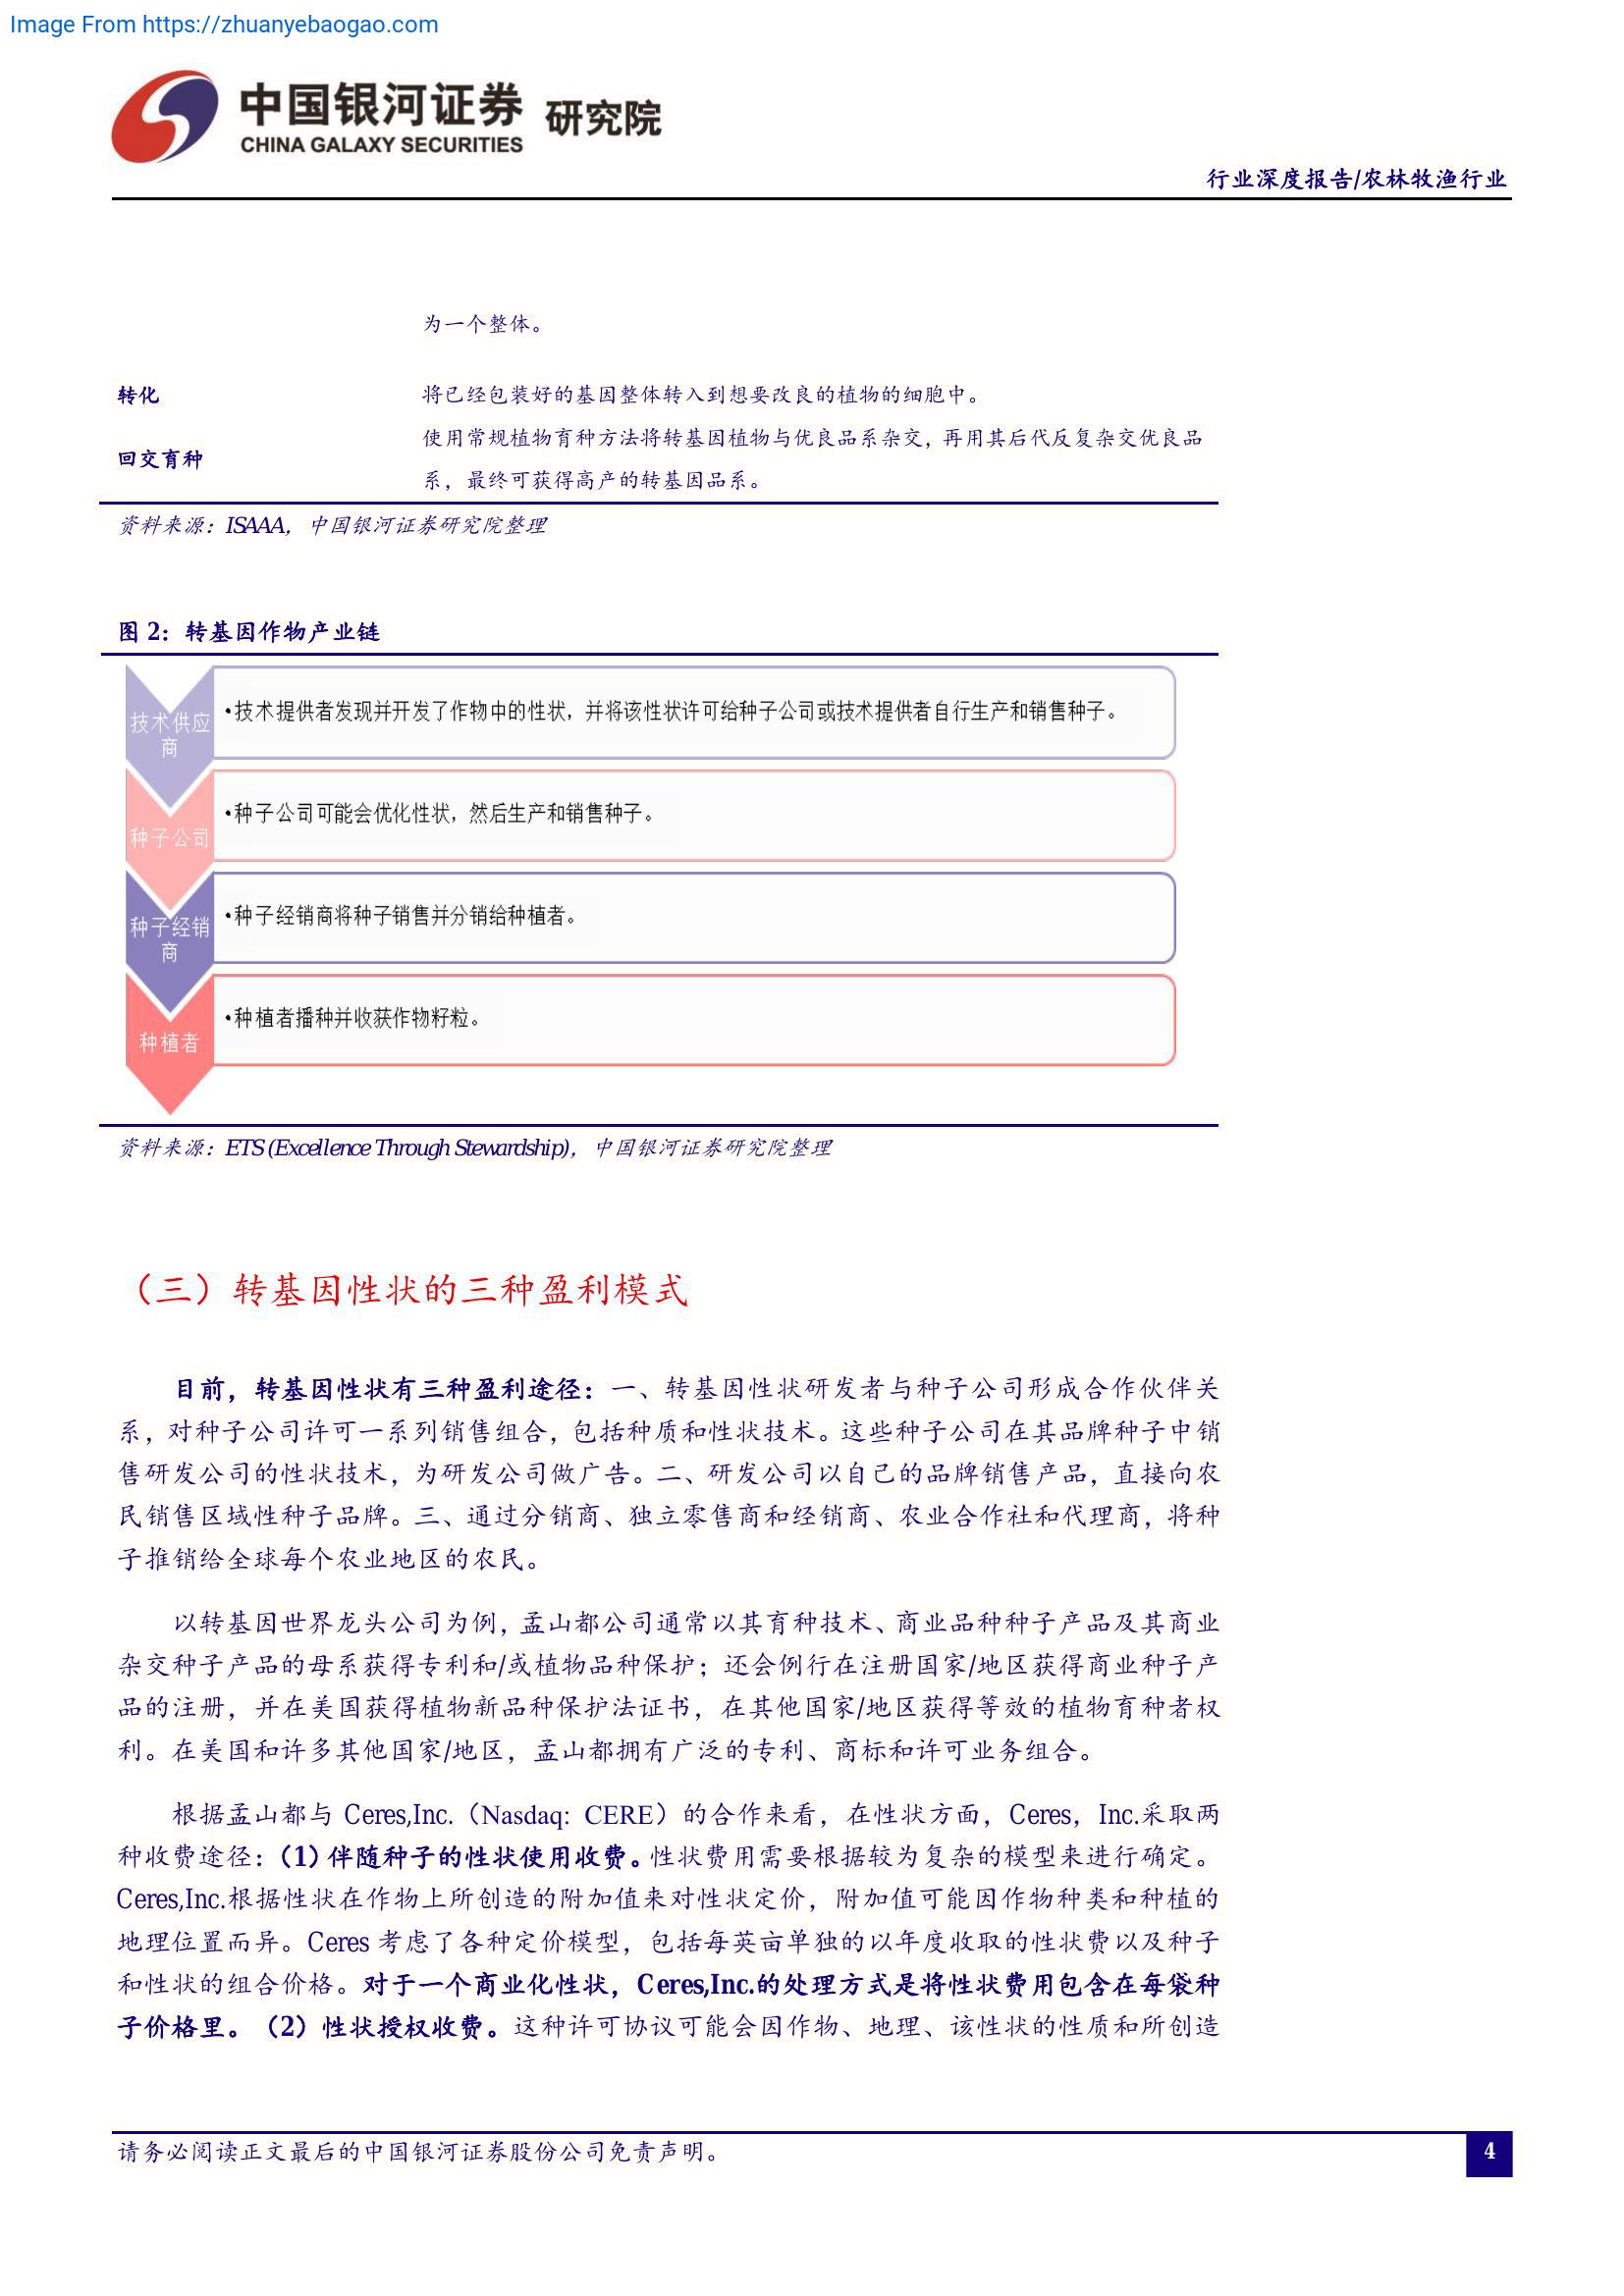 Image From https://zhuanyebaogao.com
中国银河证券 研究院
CHINA GALAXY SECURITIES
行业深度报告/农林牧渔行业
为一个整体。
转化 将已经包装好的基因整体转入到想要改良的植物的细胞中。
回交育种 使用常规植物育种方法将转基因植物与优良品系杂交，再用其后代反复杂交优良品
系，最终可获得高产的转基因品系。
资料来源：ISAAA，中国银河证券研究院整理
图 2：转基因作物产业链
技术供应
商
•技术提供者发现并开发了作物中的性状，并将该性状许可给种子公司或技术提供者自行生产和销售种子。
种子公司
•种子公司可能会优化性状，然后生产和销售种子。
种子经销
商
•种子经销商将种子销售并分销给种植者。
种植者
•种植者播种并收获作物籽粒。
资料来源：ETS (Excellence Through Stewardship)，中国银河证券研究院整理
（三）转基因性状的三种盈利模式
目前，转基因性状有三种盈利途径：一、转基因性状研发者与种子公司形成合作伙伴关
系，对种子公司许可一系列销售组合，包括种质和性状技术。这些种子公司在其品牌种子中销
售研发公司的性状技术，为研发公司做广告。二、研发公司以自己的品牌销售产品，直接向农
民销售区域性种子品牌。三、通过分销商、独立零售商和经销商、农业合作社和代理商，将种
子推销给全球每个农业地区的农民。
以转基因世界龙头公司为例，孟山都公司通常以其育种技术、商业品种种子产品及其商业
杂交种子产品的母系获得专利和/或植物品种保护；还会例行在注册国家/地区获得商业种子产
品的注册，并在美国获得植物新品种保护法证书，在其他国家/地区获得等效的植物育种者权
利。在美国和许多其他国家/地区，孟山都拥有广泛的专利、商标和许可业务组合。
根据孟山都与 Ceres,Inc.（Nasdaq: CERE）的合作来看，在性状方面，Ceres，Inc.采取两
种收费途径：（1）伴随种子的性状使用收费。性状费用需要根据较为复杂的模型来进行确定。
Ceres,Inc.根据性状在作物上所创造的附加值来对性状定价，附加值可能因作物种类和种植的
地理位置而异。Ceres 考虑了各种定价模型，包括每英亩单独的以年度收取的性状费以及种子
和性状的组合价格。对于一个商业化性状，Ceres,Inc.的处理方式是将性状费用包含在每袋种
子价格里。（2）性状授权收费。这种许可协议可能会因作物、地理、该性状的性质和所创造
请务必阅读正文最后的中国银河证券股份公司免责声明。
4